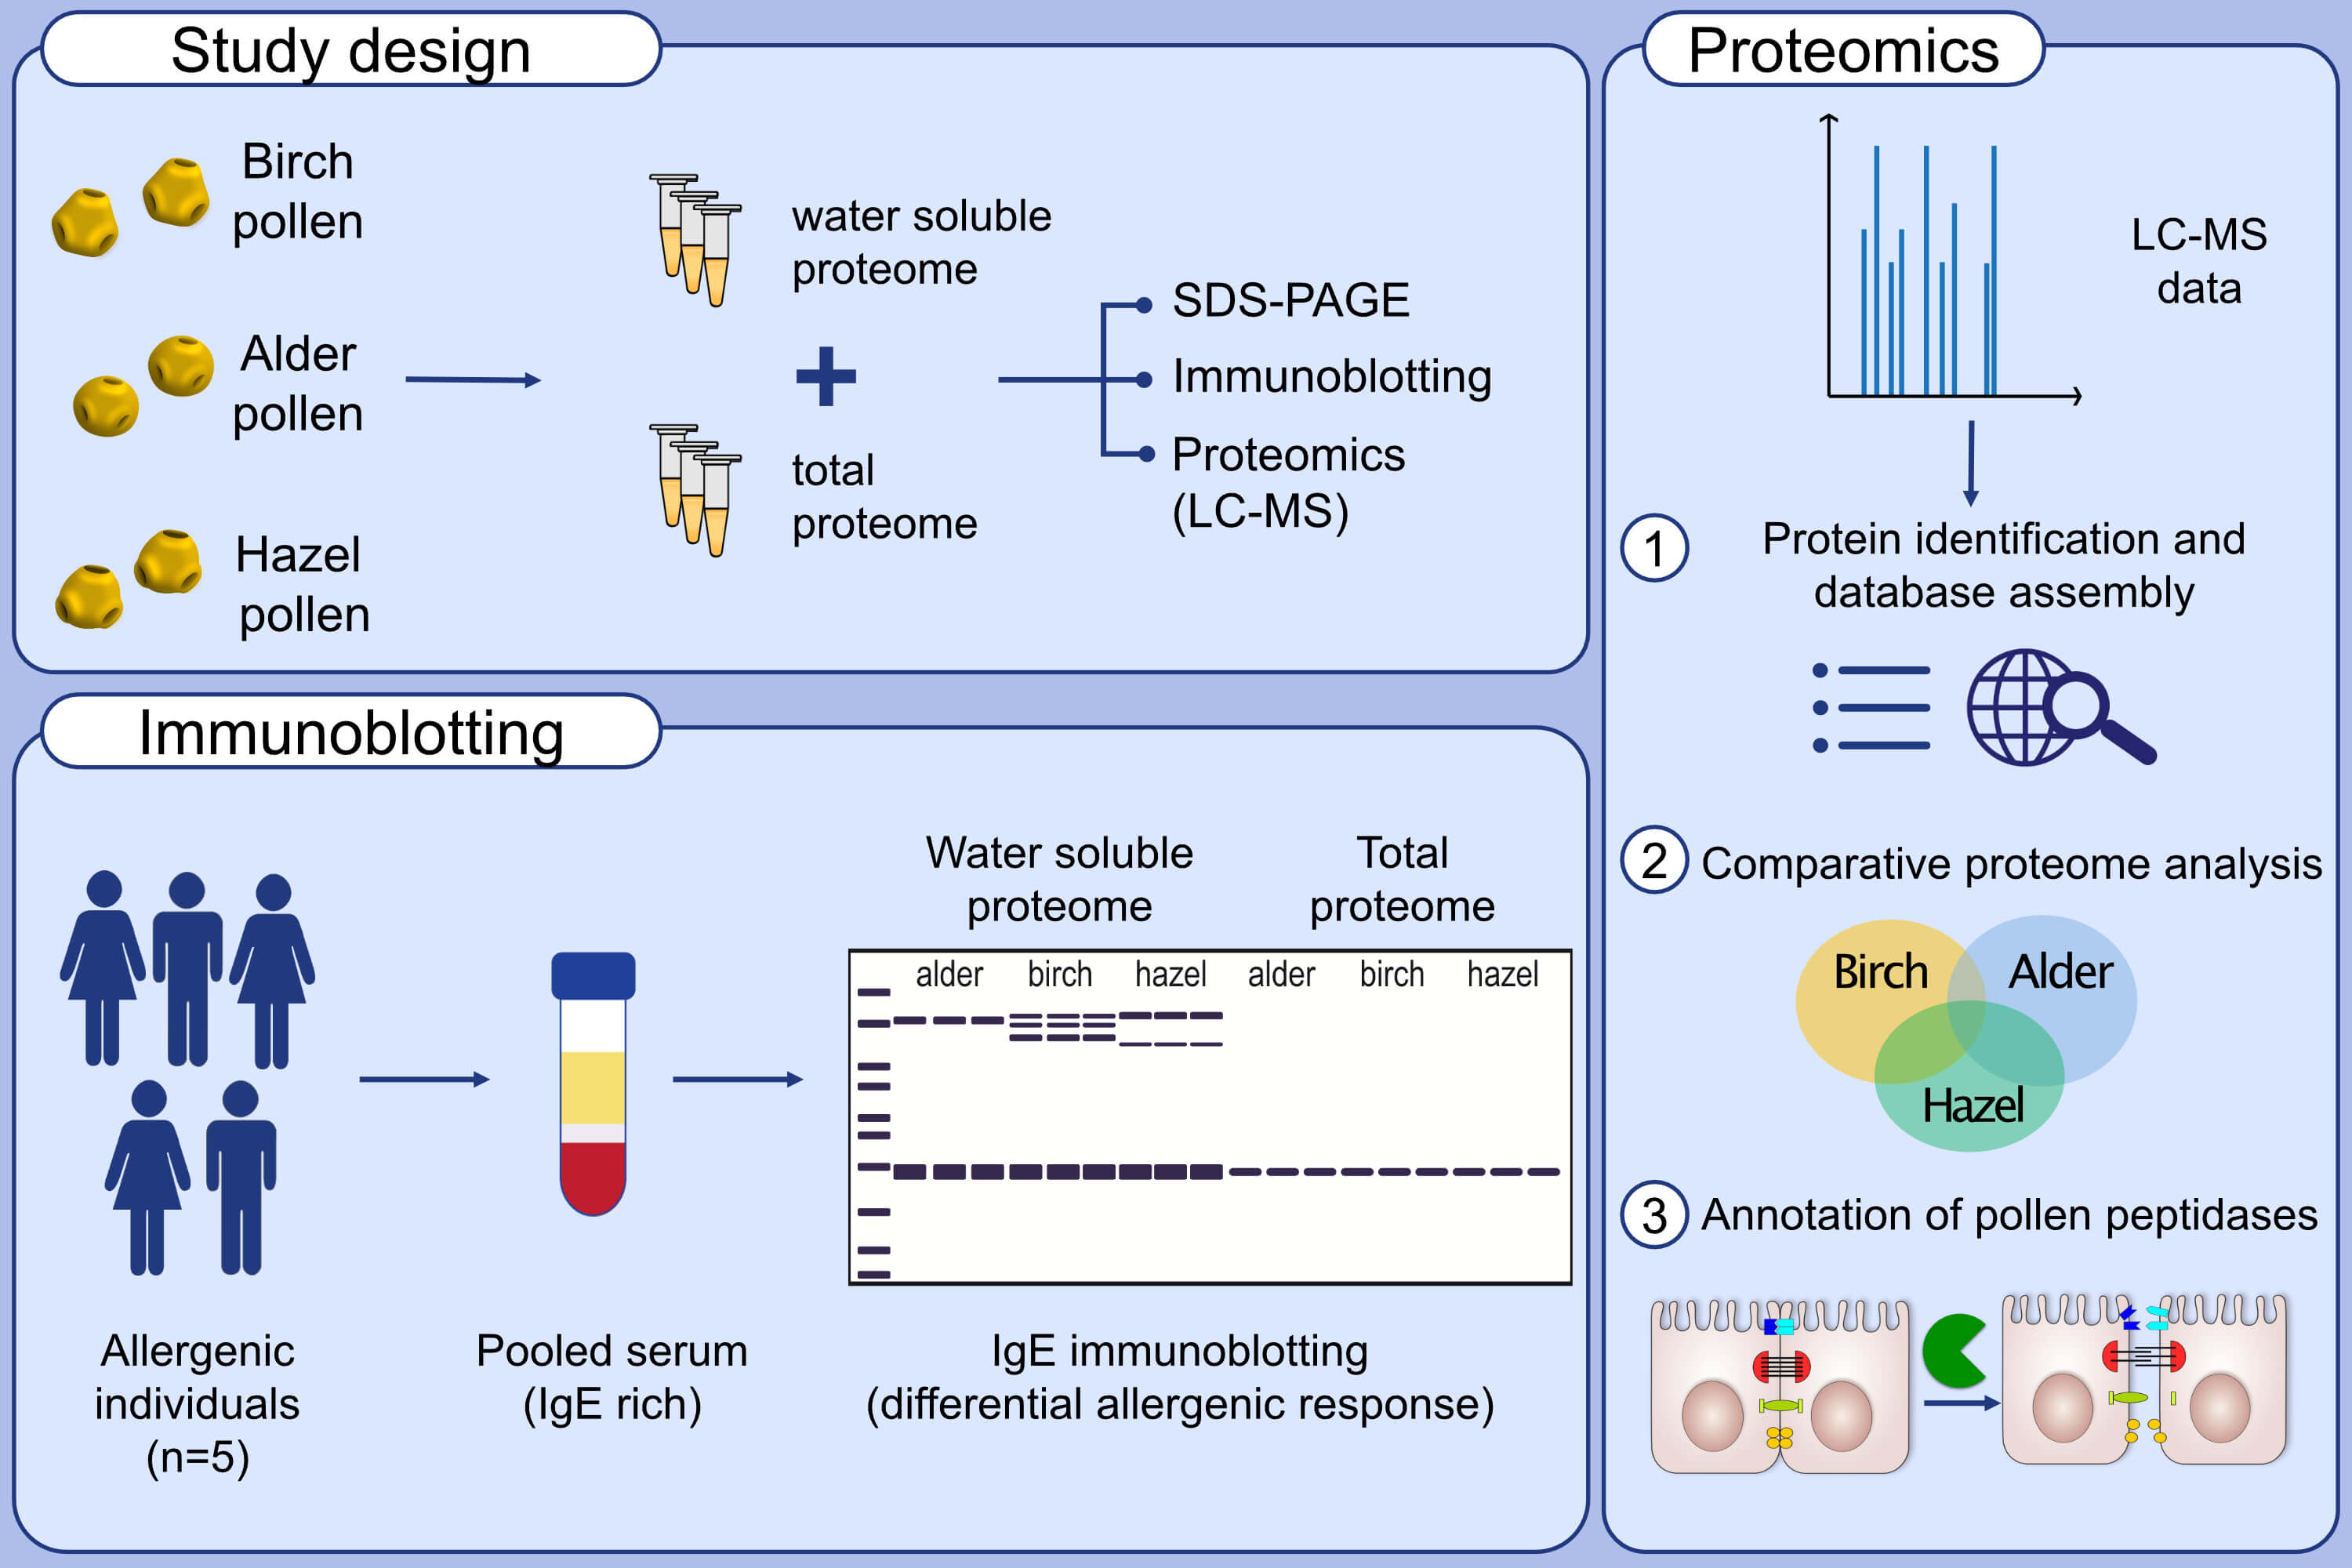 Study design
Birch
pollen
Alder
pollen
Hazel
pollen
water soluble
proteome
total
proteome
SDS-PAGE
Immunoblotting
Proteomics
(LC-MS)
Immunoblotting
Allergenic
individuals
(n=5)
Pooled serum
(IgE rich)
Water soluble
proteome
Total
proteome
alder birch hazel alder birch hazel
IgE immunoblotting
(differential allergenic response)
Proteomics
LC-MS
data
1 Protein identification and
database assembly
2 Comparative proteome analysis
Birch
Alder
Hazel
3 Annotation of pollen peptidases